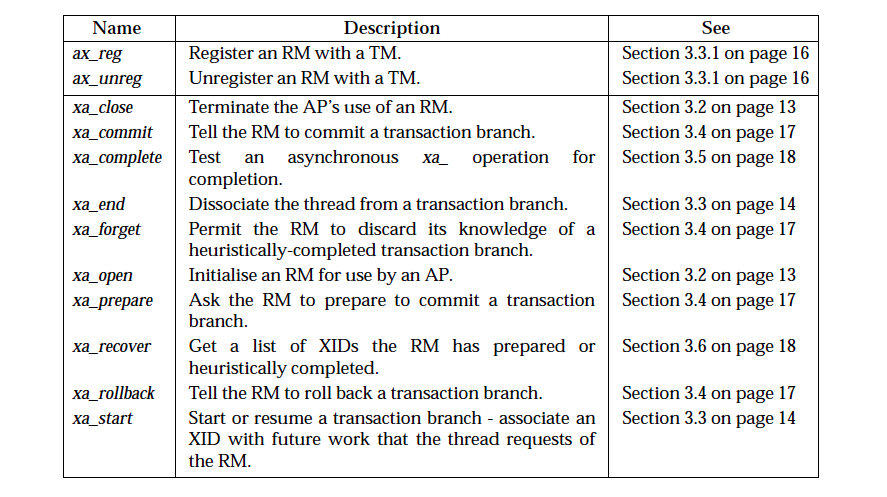 Name Description See
ax_reg Register an RM with a TM. Section 3.3.1 on page 16
ax_unreg Unregister an RM with a TM. Section 3.3.1 on page 16
xa_close Terminate the AP’s use of an RM. Section 3.2 on page 13
xa_commit Tell the RM to commit a transaction branch. Section 3.4 on page 17
xa_complete Test an asynchronous xa_ operation for Section 3.5 on page 18
completion.
xa_end Dissociate the thread from a transaction branch. Section 3.3 on page 14
xa_forget Permit the RM to discard its knowledge of a Section 3.4 on page 17
heuristically-completed transaction branch.
xa_open Initialise an RM for use by an AP. Section 3.2 on page 13
xa_prepare Ask the RM to prepare to commit a transaction Section 3.4 on page 17
branch.
xa_recover Get a list of XIDs the RM has prepared or Section 3.6 on page 18
heuristically completed.
xa_rollback Tell the RM to roll back a transaction branch. Section 3.4 on page 17
xa_start Start or resume a transaction branch - associate an Section 3.3 on page 14
XID with future work that the thread requests of
the RM.